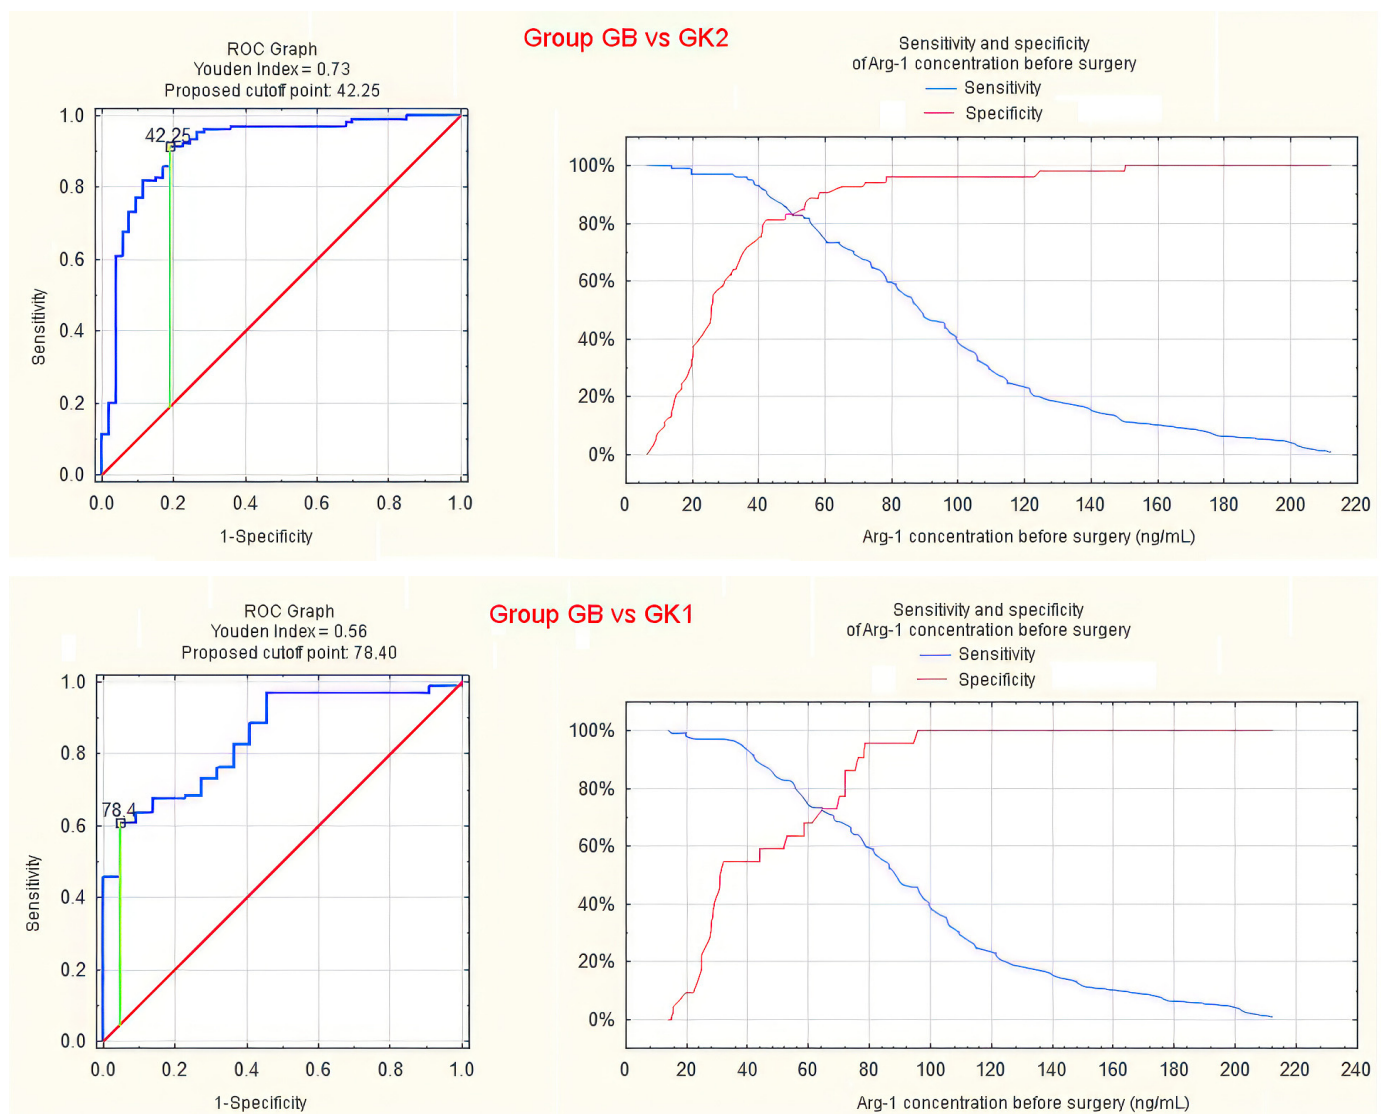 Group GB vs GK2
ROC Graph
Youden Index = 0.73
Proposed cutoff point: 42.25
1.0
0.8
0.6
0.4
0.2
0.0
42.25
Sensitivity
0.0 0.2 0.4 0.6 0.8 1.0
1-Specificity
Sensitivity and specificity
of Arg-1 concentration before surgery
Sensitivity
Specificity
100%
80%
60%
40%
20%
0%
0 20 40 60 80 100 120 140 160 180 200 220
Arg-1 concentration before surgery (ng/mL)
Group GB vs GK1
ROC Graph
Youden Index = 0.56
Proposed cutoff point: 78.40
1.0
0.8
0.6
0.4
0.2
0.0
78.4
Sensitivity
0.0 0.2 0.4 0.6 0.8 1.0
1-Specificity
Sensitivity and specificity
of Arg-1 concentration before surgery
Sensitivity
Specificity
100%
80%
60%
40%
20%
0%
0 20 40 60 80 100 120 140 160 180 200 220 240
Arg-1 concentration before surgery (ng/mL)